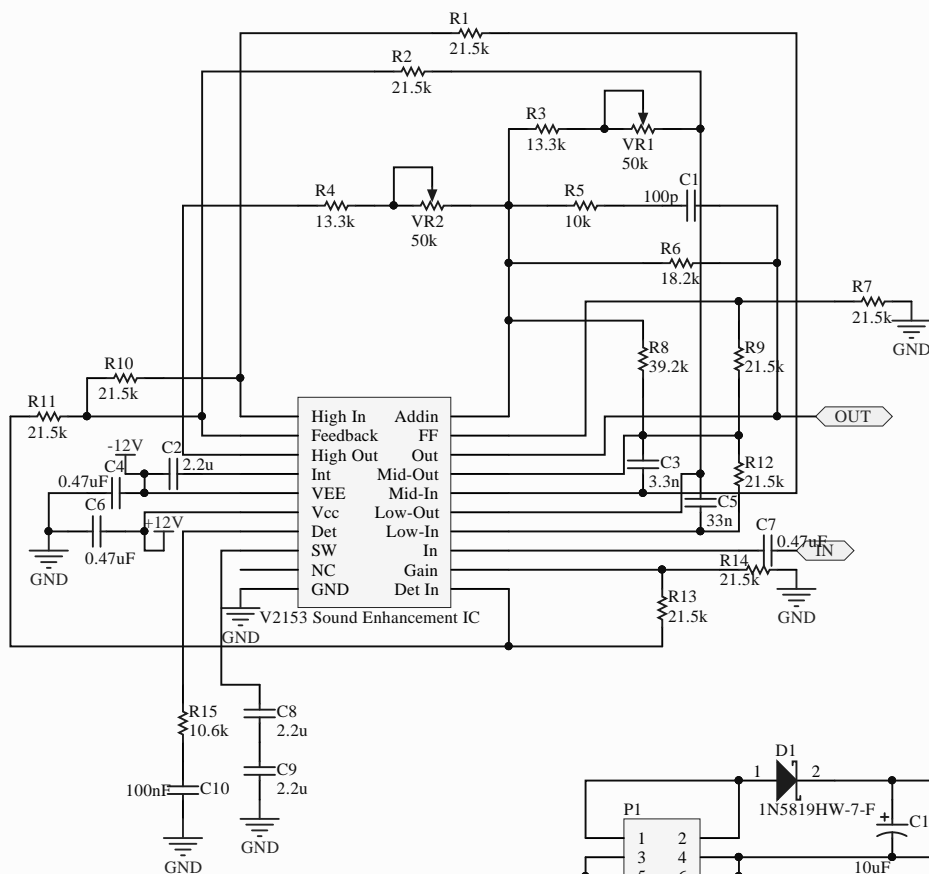 R1
21.5k
R2
21.5k
R3
13.3k
VR1
50k
R4
13.3k
VR2
50k
R5
10k
C1
100p
R6
18.2k
R7
21.5k
GND
R8
39.2k
R9
21.5k
R10
21.5k
R11
21.5k
OUT
High In
Feedback
High Out
Int
VEE
Vcc
Det
SW
NC
GND
Addin
FF
Out
Mid-Out
Mid-In
Low-Out
Low-In
In
Gain
Det In
V2153 Sound Enhancement IC
-12V
C2
2.2u
C4
0.47uF
C6
0.47uF
+12V
GND
GND
C3
3.3n
R12
21.5k
C5
33n
C7
0.47uF
IN
R14
21.5k
GND
R13
21.5k
R15
10.6k
C8
2.2u
C9
2.2u
100nF
C10
GND
GND
D1
1
2
1N5819HW-7-F
P1
1
2
3
4
+
C1
10uF